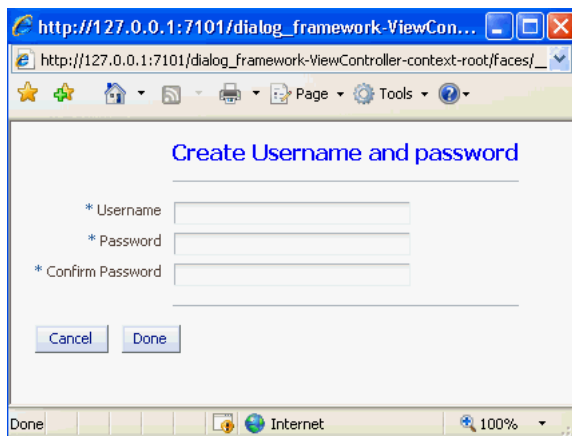 http://127.0.0.1:7101/dialog_framework-ViewCon...
http://127.0.0.1:7101/dialog_framework-ViewController-context-root/faces/__
Page Tools
Create Username and password
* Username
* Password
* Confirm Password
Cancel Done
Done Internet 100%